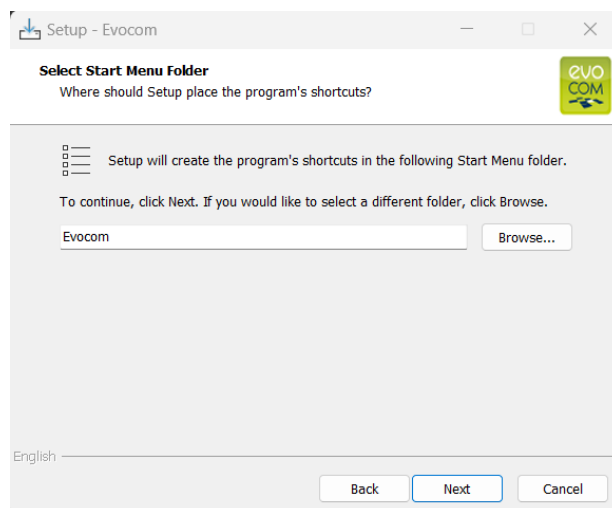 Setup - Evocom
Select Start Menu Folder
Where should Setup place the program's shortcuts?
evo
COM
Setup will create the program's shortcuts in the following Start Menu folder.
To continue, click Next. If you would like to select a different folder, click Browse.
Evocom
Browse...
English
Back
Next
Cancel